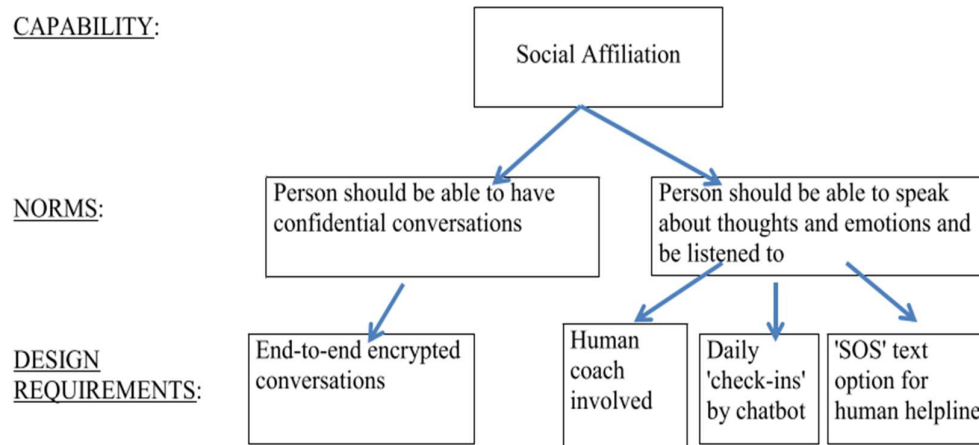 CAPABILITY:
Social Affiliation
NORMS:
Person should be able to have
confidential conversations
Person should be able to speak
about thoughts and emotions and
be listened to
DESIGN
REQUIREMENTS:
End-to-end encrypted
conversations
Human
coach
involved
Daily
'check-ins'
by chatbot
'SOS' text
option for
human helpline